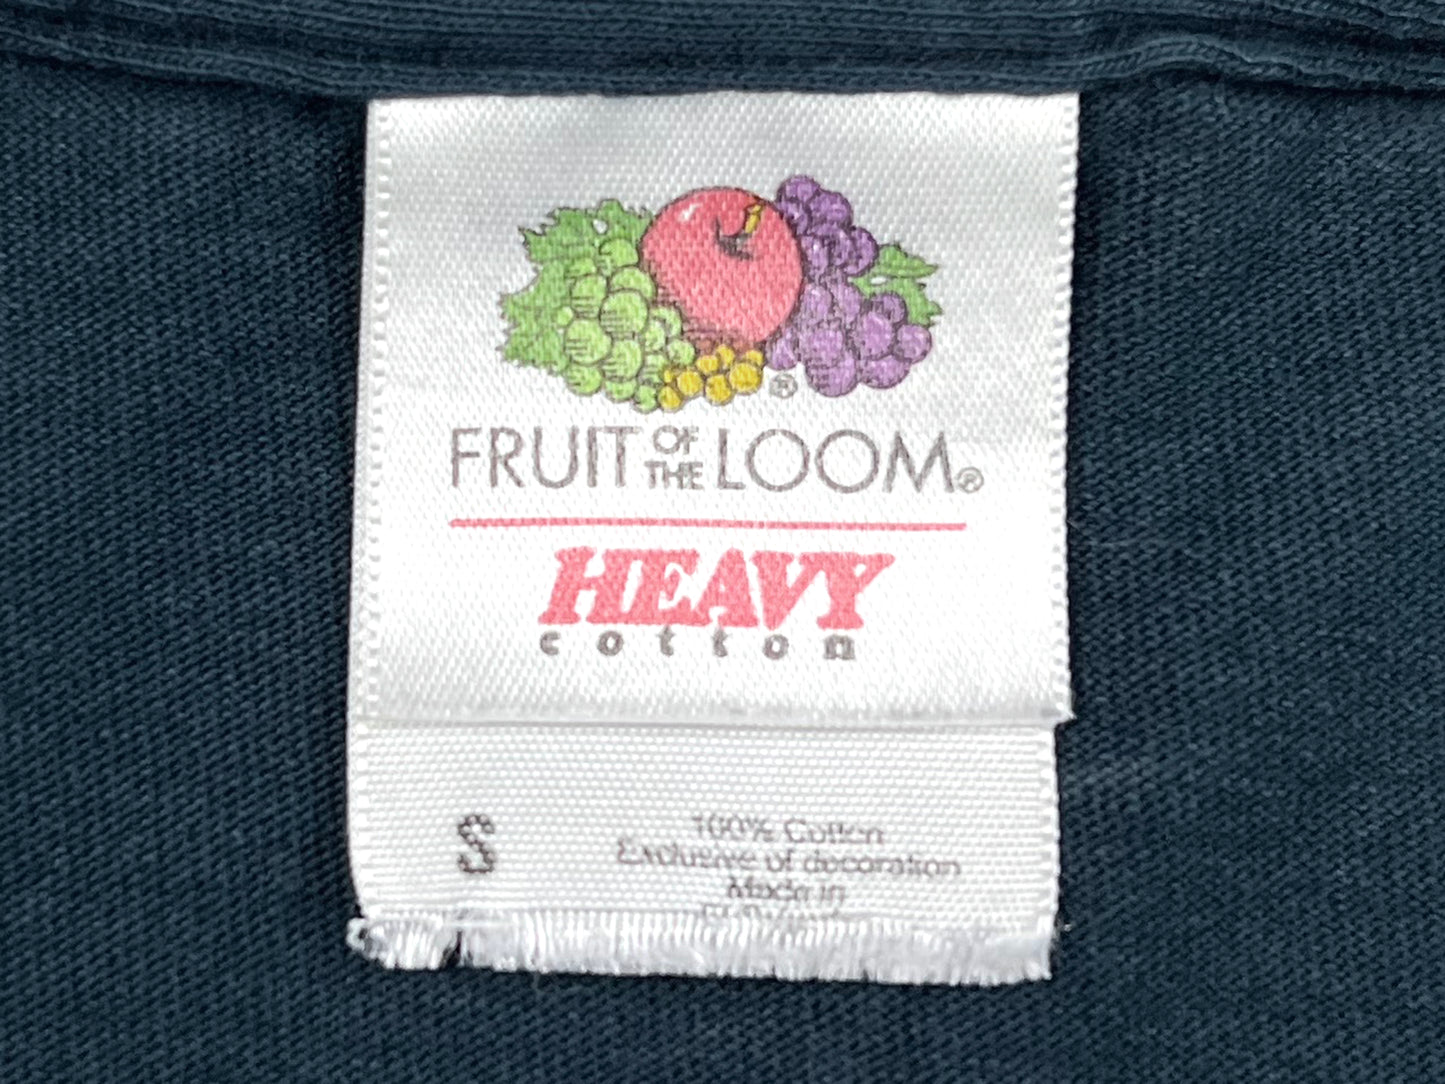 ®
FRUIT OF THE LOOM®
HEAVY
cotton
S
100% Cotton
Exclusive of decoration
Made in